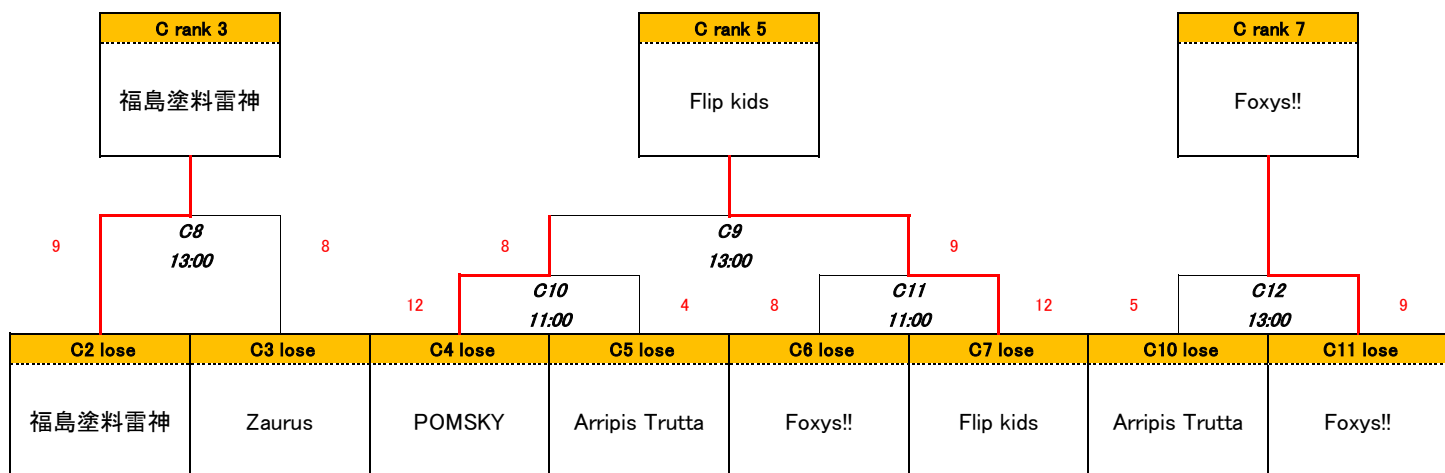 C rank 3
C rank 5
C rank 7
福島塗料雷神
Flip kids
Foxys!!
9
C8
13:00
8
8
C9
13:00
9
12
C10
11:00
4
8
C11
11:00
12
5
C12
13:00
9
C2 lose
C3 lose
C4 lose
C5 lose
C6 lose
C7 lose
C10 lose
C11 lose
福島塗料雷神
Zaurus
POMSKY
Arripis Trutta
Foxys!!
Flip kids
Arripis Trutta
Foxys!!